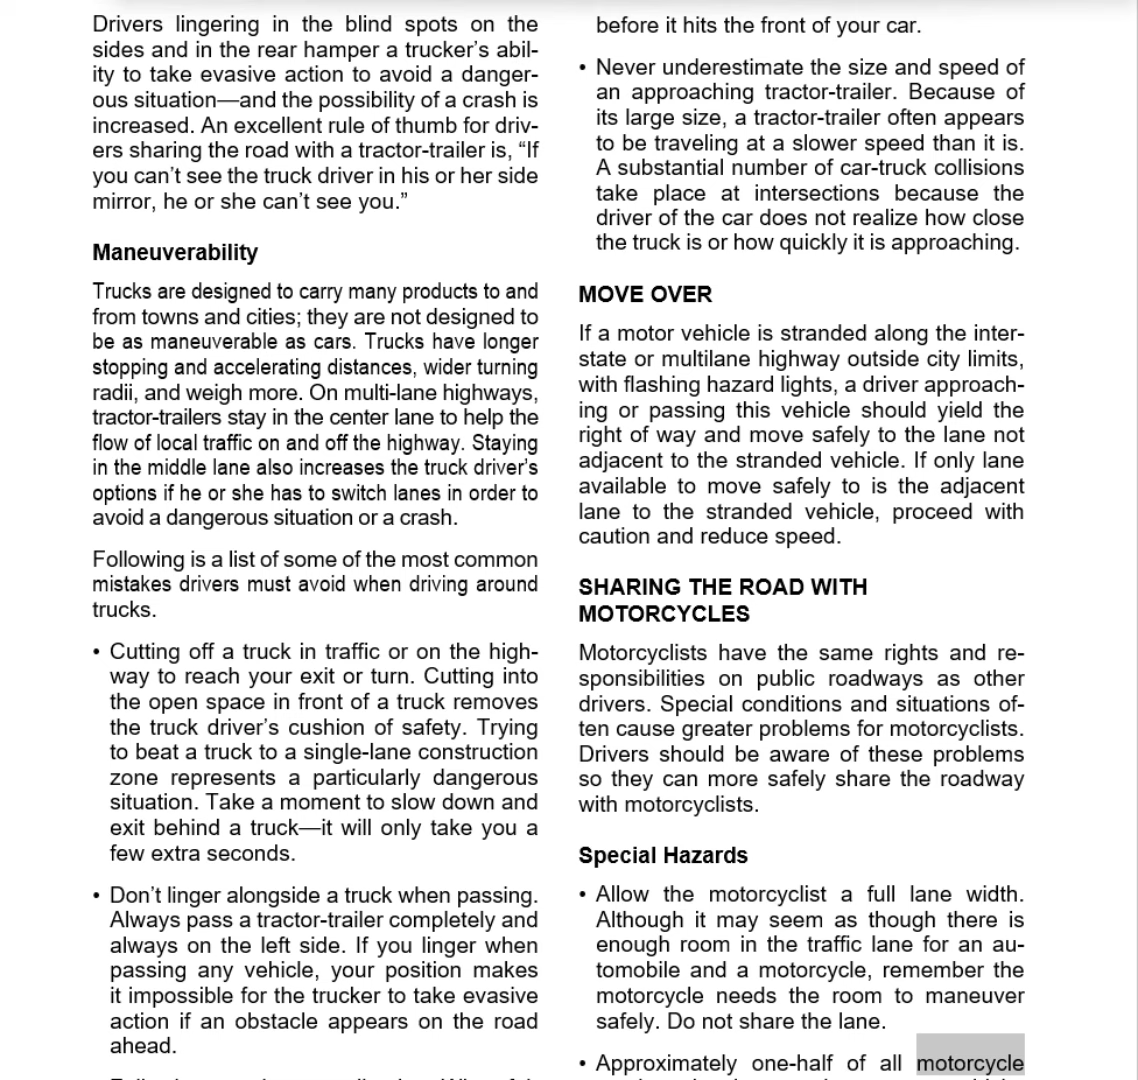 Drivers lingering in the blind spots on the
sides and in the rear hamper a trucker's abil-
ity to take evasive action to avoid a danger-
ous situation—and the possibility of a crash is
increased. An excellent rule of thumb for driv-
ers sharing the road with a tractor-trailer is, “If
you can't see the truck driver in his or her side
mirror, he or she can't see you.”
Maneuverability
Trucks are designed to carry many products to and
from towns and cities; they are not designed to
be as maneuverable as cars. Trucks have longer
stopping and accelerating distances, wider turning
radii, and weigh more. On multi-lane highways,
tractor-trailers stay in the center lane to help the
flow of local traffic on and off the highway. Staying
in the middle lane also increases the truck driver's
options if he or she has to switch lanes in order to
avoid a dangerous situation or a crash.
Following is a list of some of the most common
mistakes drivers must avoid when driving around
trucks.
• Cutting off a truck in traffic or on the high-
way to reach your exit or turn. Cutting into
the open space in front of a truck removes
the truck driver's cushion of safety. Trying
to beat a truck to a single-lane construction
zone represents a particularly dangerous
situation. Take a moment to slow down and
exit behind a truck—it will only take you a
few extra seconds.
• Don't linger alongside a truck when passing.
Always pass a tractor-trailer completely and
always on the left side. If you linger when
passing any vehicle, your position makes
it impossible for the trucker to take evasive
action if an obstacle appears on the road
ahead.
before it hits the front of your car.
• Never underestimate the size and speed of
an approaching tractor-trailer. Because of
its large size, a tractor-trailer often appears
to be traveling at a slower speed than it is.
A substantial number of car-truck collisions
take place at intersections because the
driver of the car does not realize how close
the truck is or how quickly it is approaching.
MOVE OVER
If a motor vehicle is stranded along the inter-
state or multilane highway outside city limits,
with flashing hazard lights, a driver approach-
ing or passing this vehicle should yield the
right of way and move safely to the lane not
adjacent to the stranded vehicle. If only lane
available to move safely to is the adjacent
lane to the stranded vehicle, proceed with
caution and reduce speed.
SHARING THE ROAD WITH
MOTORCYCLES
Motorcyclists have the same rights and re-
sponsibilities on public roadways as other
drivers. Special conditions and situations of-
ten cause greater problems for motorcyclists.
Drivers should be aware of these problems
so they can more safely share the roadway
with motorcyclists.
Special Hazards
• Allow the motorcyclist a full lane width.
Although it may seem as though there is
enough room in the traffic lane for an au-
tomobile and a motorcycle, remember the
motorcycle needs the room to maneuver
safely. Do not share the lane.
• Approximately one-half of all motorcycle